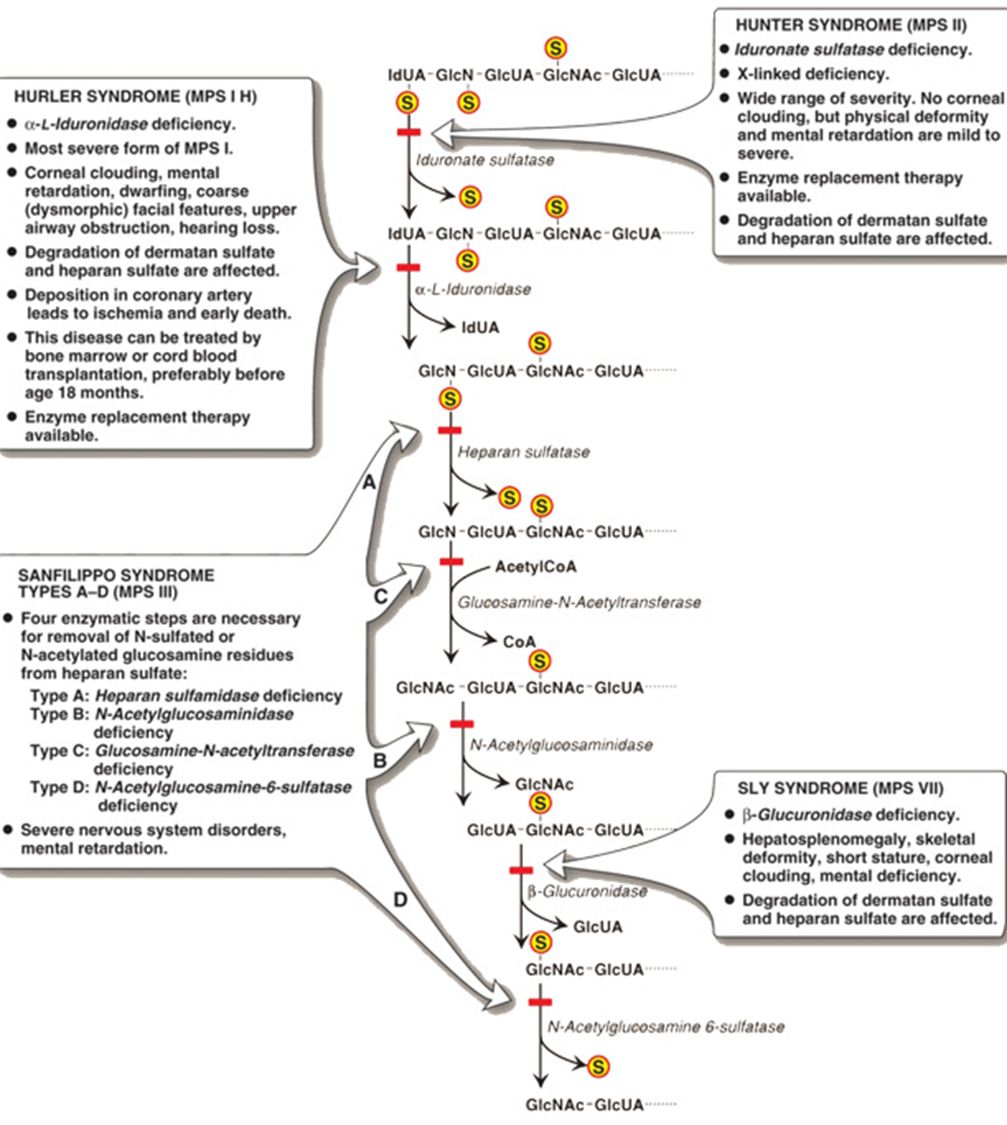 HURLER SYNDROME (MPS I H)
● α-L-Iduronidase deficiency.
● Most severe form of MPS I.
● Corneal clouding, mental
retardation, dwarfing, coarse
(dysmorphic) facial features, upper
airway obstruction, hearing loss.
● Degradation of dermatan sulfate
and heparan sulfate are affected.
● Deposition in coronary artery
leads to ischemia and early death.
● This disease can be treated by
bone marrow or cord blood
transplantation, preferably before
age 18 months.
● Enzyme replacement therapy
available.
HUNTER SYNDROME (MPS II)
● Iduronate sulfatase deficiency.
● X-linked deficiency.
● Wide range of severity. No corneal
clouding, but physical deformity
and mental retardation are mild to
severe.
● Enzyme replacement therapy
available.
● Degradation of dermatan sulfate
and heparan sulfate are affected.
S
IdUA-GlcN-GlcUA-GlcNAc-GlcUA
S S
Iduronate sulfatase
S
S
IdUA-GlcN-GlcUA-GlcNAc-GlcUA
S
α-L-Iduronidase
IdUA
S
GlcN-GlcUA-GlcNAc-GlcUA
S
Heparan sulfatase
S
S
GlcN-GlcUA-GlcNAc-GlcUA
AcetylCoA
Glucosamine-N-Acetyltransferase
CoA
S
GlcNAc-GlcUA-GlcNAc-GlcUA
N-Acetylglucosaminidase
GlcNAc
S
GlcUA-GlcNAc-GlcUA
β-Glucuronidase
GlcUA
S
GlcNAc-GlcUA
N-Acetylglucosamine 6-sulfatase
S
GlcNAc-GlcUA
A
C
B
D
SANFILIPPO SYNDROME
TYPES A–D (MPS III)
● Four enzymatic steps are necessary
for removal of N-sulfated or
N-acetylated glucosamine residues
from heparan sulfate:
Type A: Heparan sulfamidase deficiency
Type B: N-Acetylglucosaminidase
deficiency
Type C: Glucosamine-N-acetyltransferase
deficiency
Type D: N-Acetylglucosamine-6-sulfatase
deficiency
● Severe nervous system disorders,
mental retardation.
SLY SYNDROME (MPS VII)
● β-Glucuronidase deficiency.
● Hepatosplenomegaly, skeletal
deformity, short stature, corneal
clouding, mental deficiency.
● Degradation of dermatan sulfate
and heparan sulfate are affected.